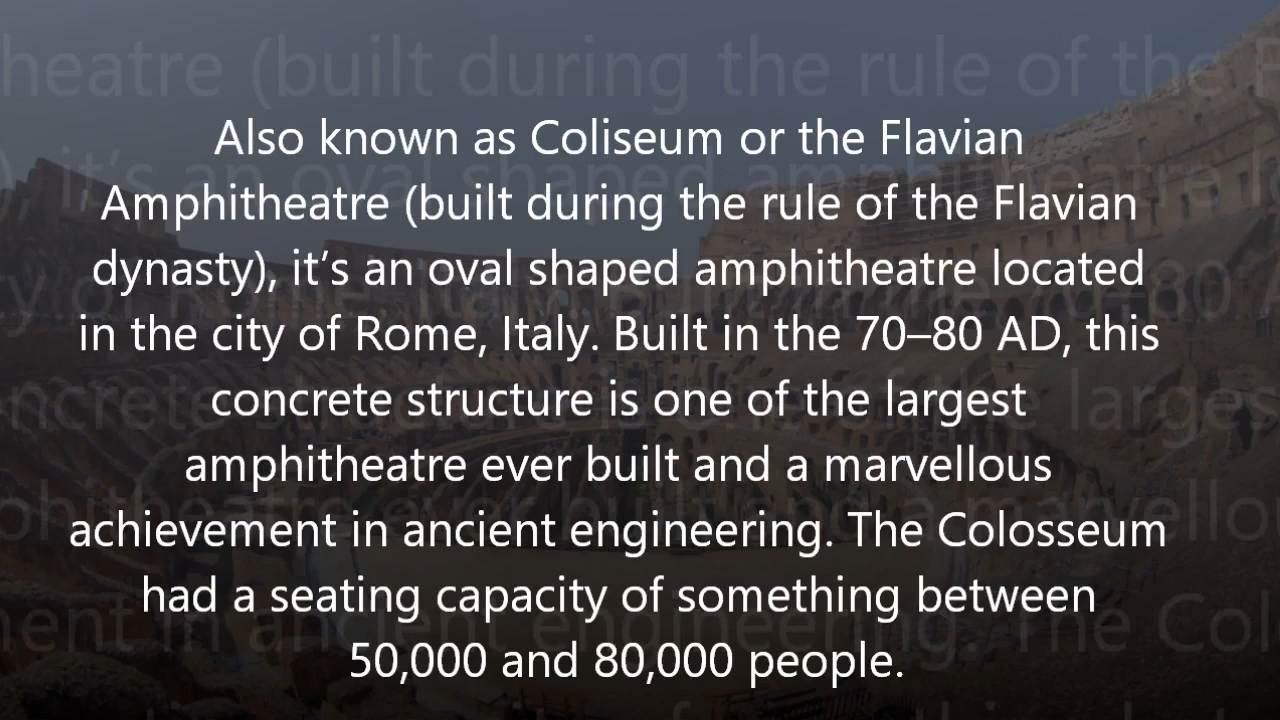 Also known as Coliseum or the Flavian
Amphitheatre (built during the rule of the Flavian
dynasty), it’s an oval shaped amphitheatre located
in the city of Rome, Italy. Built in the 70–80 AD, this
concrete structure is one of the largest
amphitheatre ever built and a marvellous
achievement in ancient engineering. The Colosseum
had a seating capacity of something between
50,000 and 80,000 people.